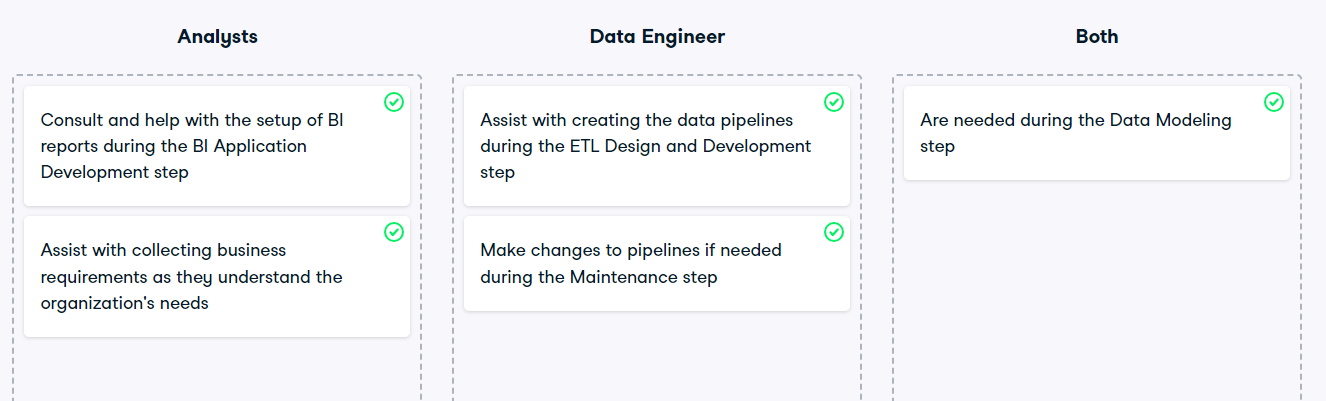 Analysts
Consult and help with the setup of BI
reports during the BI Application
Development step
Assist with collecting business
requirements as they understand the
organization's needs
Data Engineer
Assist with creating the data pipelines
during the ETL Design and Development
step
Make changes to pipelines if needed
during the Maintenance step
Both
Are needed during the Data Modeling
step